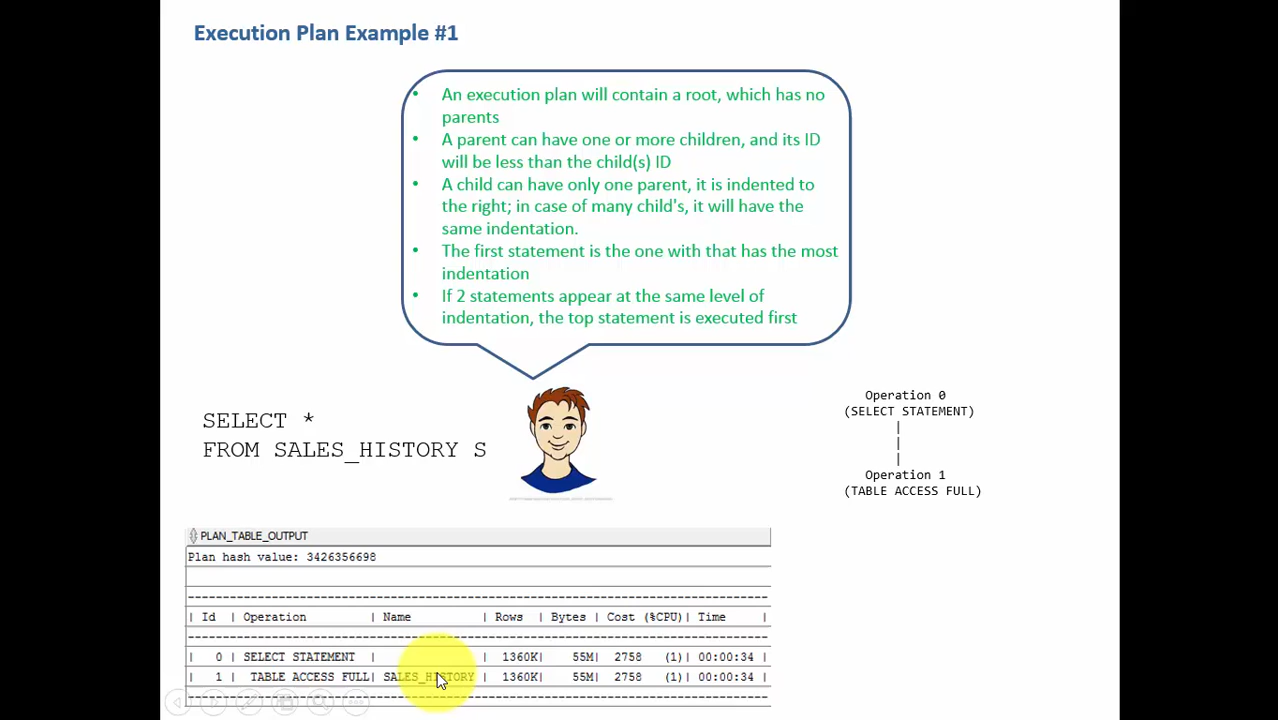 Execution Plan Example #1
• An execution plan will contain a root, which has no
parents
• A parent can have one or more children, and its ID
will be less than the child(s) ID
• A child can have only one parent, it is indented to
the right; in case of many child's, it will have the
same indentation.
• The first statement is the one with that has the most
indentation
• If 2 statements appear at the same level of
indentation, the top statement is executed first
SELECT *
FROM SALES_HISTORY S
Operation 0
(SELECT STATEMENT)
|
|
|
Operation 1
(TABLE ACCESS FULL)
PLAN_TABLE_OUTPUT
Plan hash value: 3426356698
--------------------------------------------------------------------------------
| Id | Operation | Name | Rows | Bytes | Cost (%CPU)| Time |
--------------------------------------------------------------------------------
| 0 | SELECT STATEMENT | | 1360K| 55M| 2758 (1)| 00:00:34 |
| 1 | TABLE ACCESS FULL| SALES_HISTORY | 1360K| 55M| 2758 (1)| 00:00:34 |
--------------------------------------------------------------------------------